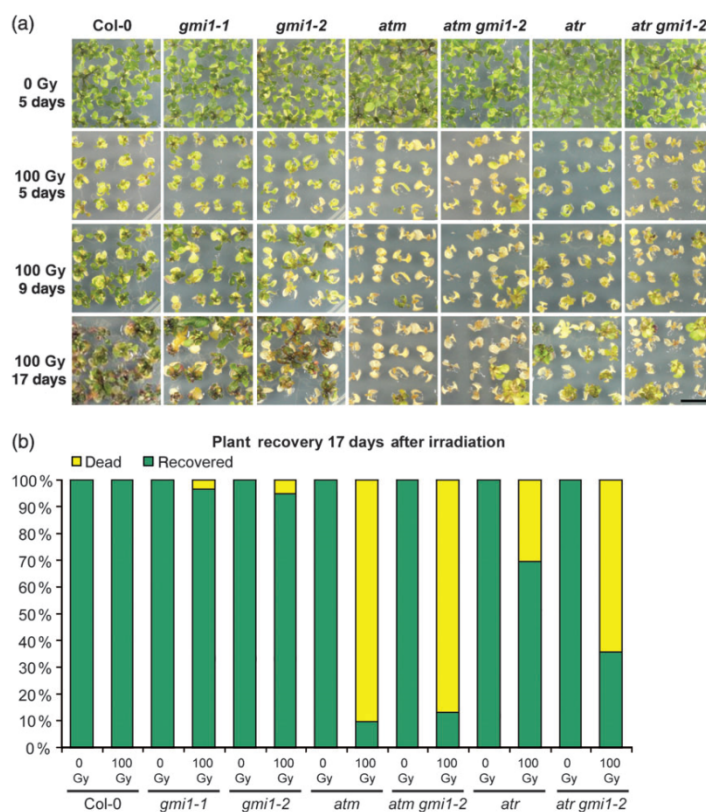 (a)
Col-0 gmi1-1 gmi1-2 atm atm gmi1-2 atr atr gmi1-2
0 Gy
5 days
100 Gy
5 days
100 Gy
9 days
100 Gy
17 days
(b)
Plant recovery 17 days after irradiation
Dead Recovered
100 %
90 %
80 %
70 %
60 %
50 %
40 %
30 %
20 %
10 %
0 %
0 100 0 100 0 100 0 100 0 100 0 100 0 100
Gy Gy Gy Gy Gy Gy Gy Gy Gy Gy Gy Gy Gy Gy
Col-0 gmi1-1 gmi1-2 atm atm gmi1-2 atr atr gmi1-2